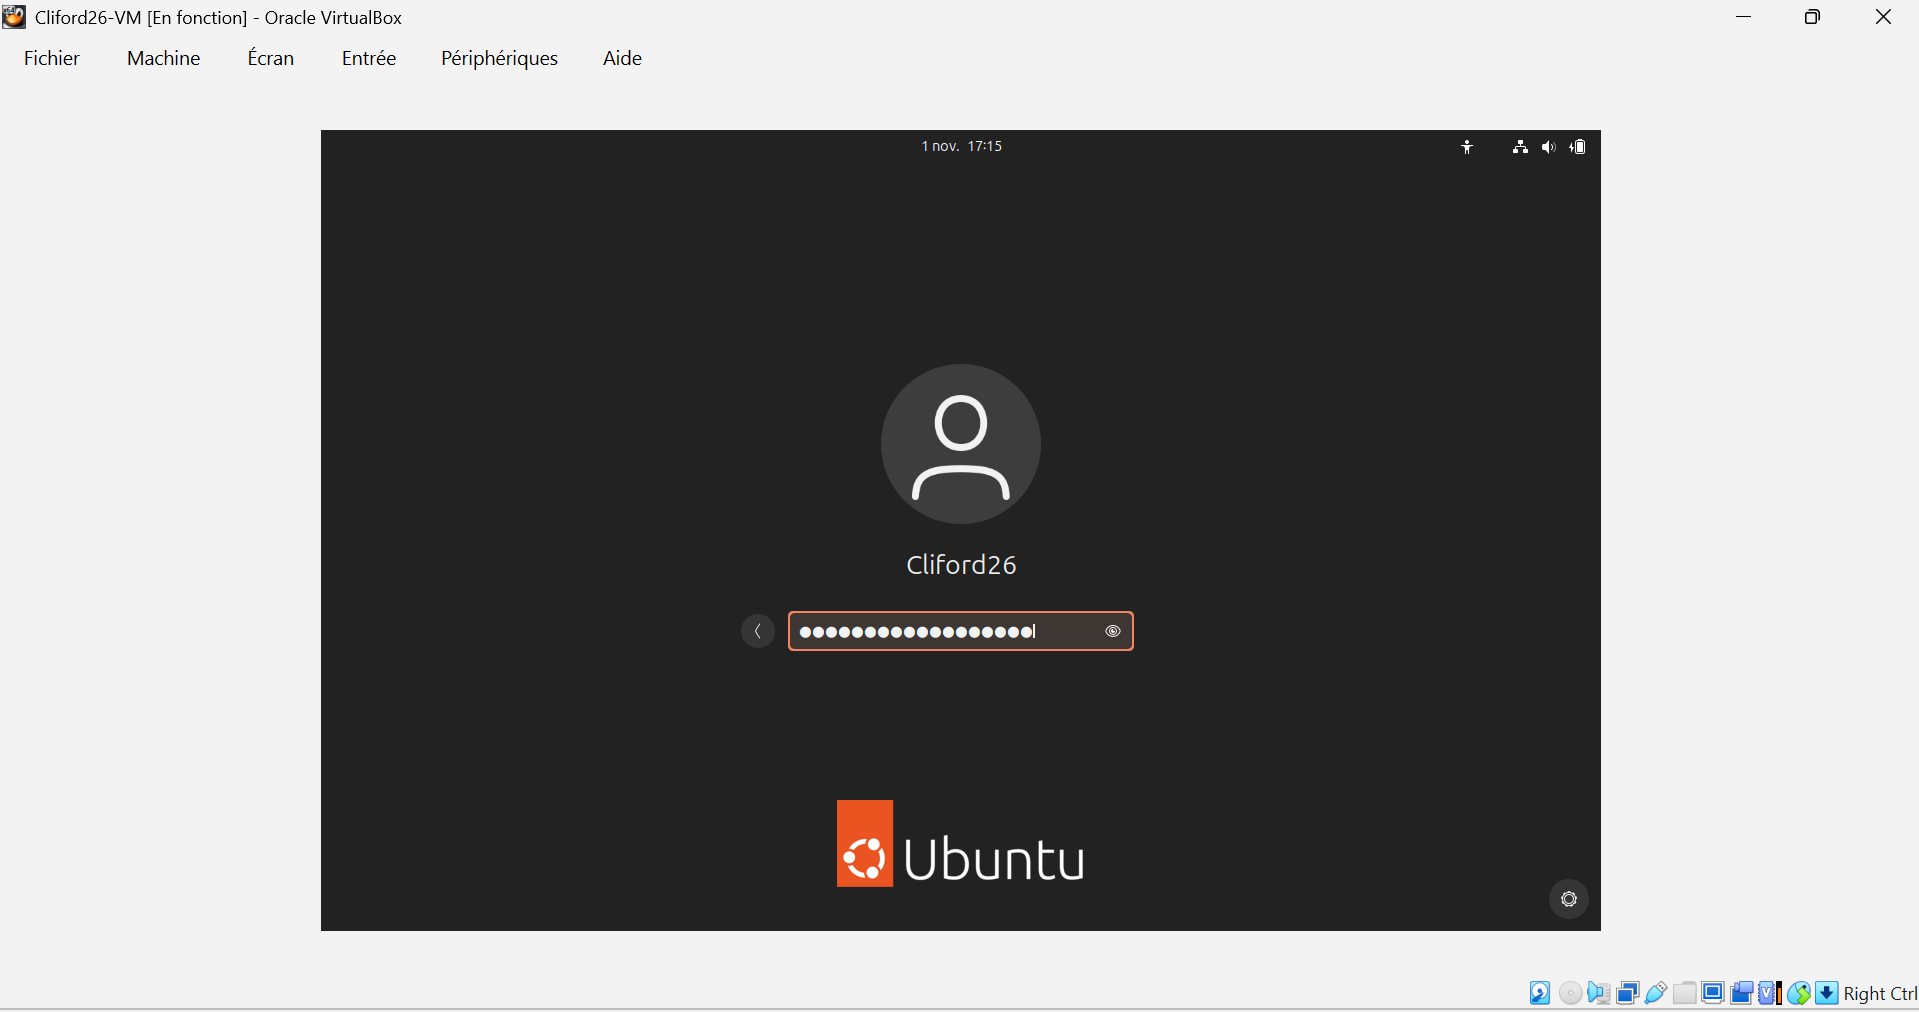 Cliford26-VM [En fonction] - Oracle VirtualBox
Fichier Machine Écran Entrée Périphériques Aide
1 nov. 17:15
Cliford26
Ubuntu
Right Ctrl